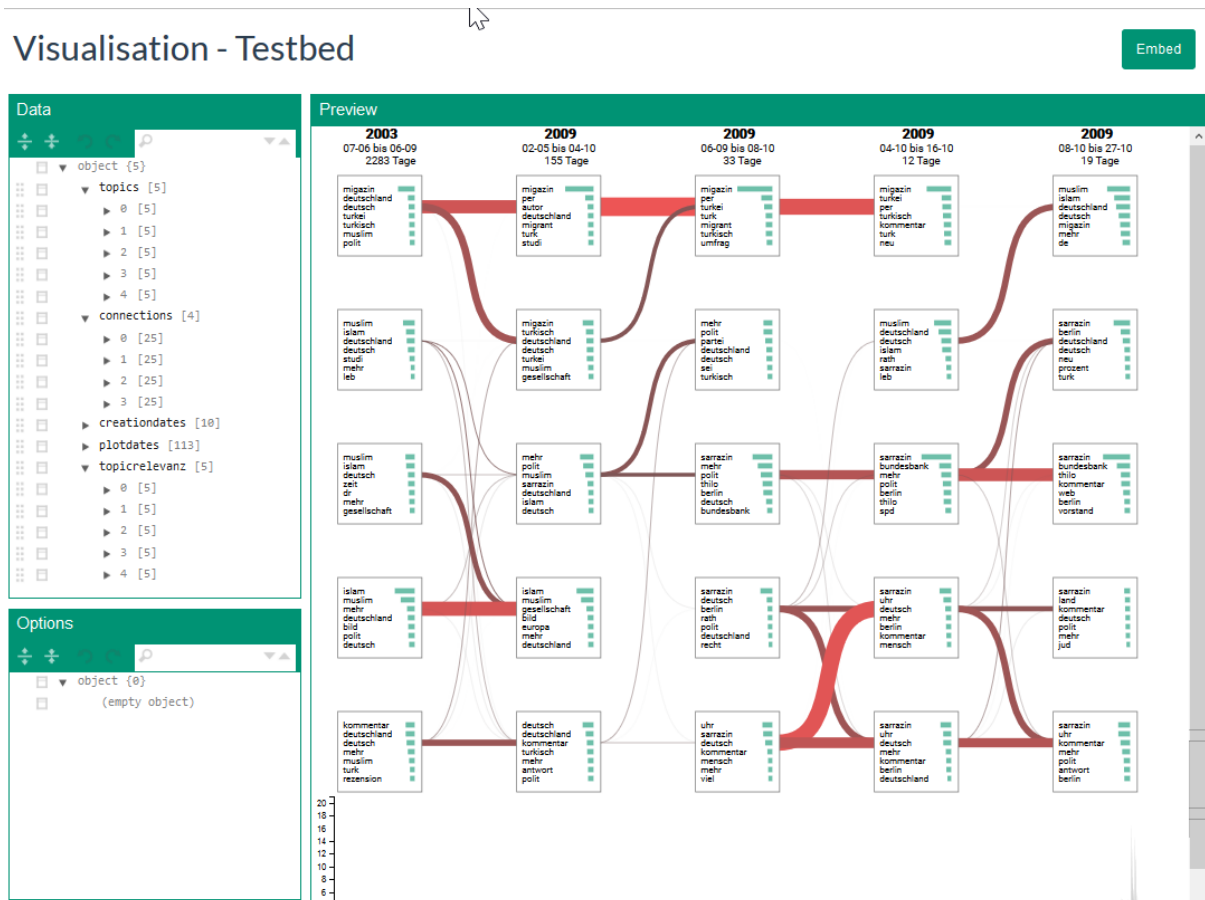 Visualisation - Testbed
Embed
Data
object {5}
topics [5]
0 [5]
1 [5]
2 [5]
3 [5]
4 [5]
connections [4]
0 [25]
1 [25]
2 [25]
3 [25]
creationdates [10]
plotdates [113]
topicrelevanz [5]
0 [5]
1 [5]
2 [5]
3 [5]
4 [5]
Options
object {0}
(empty object)
Preview
2003
07-06 bis 06-09
2283 Tage
2009
02-05 bis 04-10
155 Tage
2009
06-09 bis 08-10
33 Tage
2009
04-10 bis 16-10
12 Tage
2009
08-10 bis 27-10
19 Tage
migazin
deutschland
deutsch
turkei
turkisch
muslim
polit
migazin
per
autor
deutschland
migrant
turk
studi
migazin
per
turkei
turk
migrant
turkisch
umfrag
migazin
turkei
per
turkisch
kommentar
turk
neu
muslim
islam
deutschland
deutsch
migazin
mehr
de
muslim
islam
deutschland
deutsch
studi
mehr
leb
migazin
turkisch
deutschland
deutsch
turkei
muslim
gesellschaft
mehr
polit
partei
deutschland
deutsch
sei
turkisch
muslim
deutschland
deutsch
islam
rath
sarrazin
leb
sarrazin
berlin
deutschland
deutsch
neu
prozent
turk
muslim
islam
deutsch
zeit
dr
mehr
gesellschaft
mehr
polit
muslim
sarrazin
deutschland
islam
deutsch
sarrazin
mehr
polit
thilo
berlin
deutsch
bundesbank
sarrazin
bundesbank
mehr
polit
berlin
thilo
spd
sarrazin
bundesbank
thilo
kommentar
web
berlin
vorstand
islam
muslim
mehr
deutschland
bild
polit
deutsch
islam
muslim
gesellschaft
bild
europa
mehr
deutschland
sarrazin
deutsch
berlin
rath
polit
deutschland
recht
sarrazin
uhr
deutsch
mehr
berlin
kommentar
mensch
sarrazin
land
kommentar
deutsch
polit
mehr
jud
kommentar
deutschland
deutsch
mehr
muslim
turk
rezension
deutsch
deutschland
kommentar
turkisch
mehr
antwort
polit
uhr
sarrazin
deutsch
kommentar
mensch
mehr
viel
sarrazin
uhr
deutsch
mehr
kommentar
berlin
deutschland
sarrazin
uhr
kommentar
mehr
polit
antwort
berlin
20
18
16
14
12
10
8
6